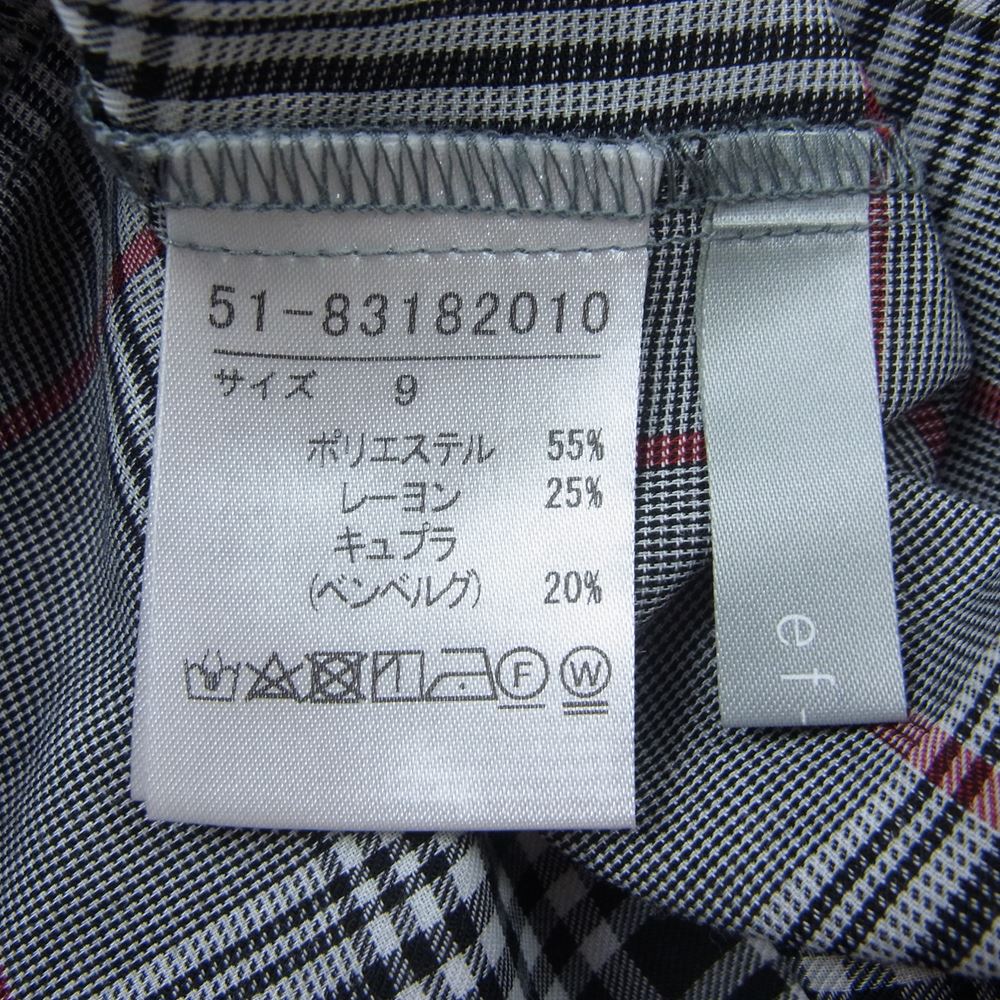 51-83182010
サイズ 9
ポリエステル 55%
レーヨン 25%
キュプラ
(ベンベルグ) 20%
F W
ef-